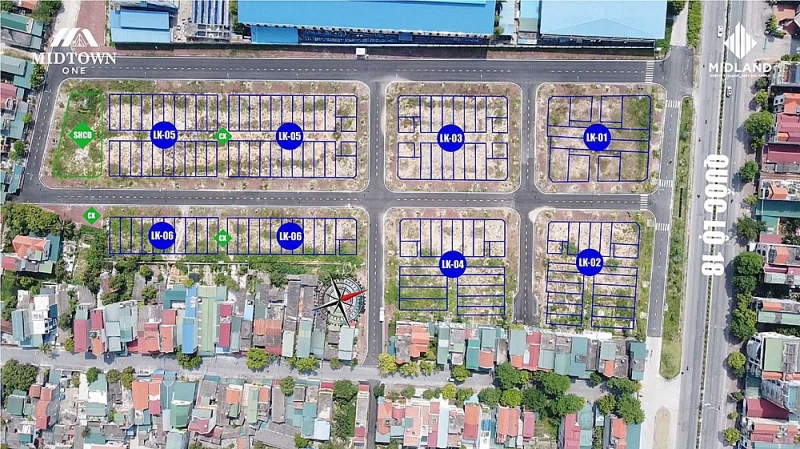 MIDTOWN
ONE
MIDLAND
SHCĐ
LK-05
CX
LK-05
LK-03
LK-01
CX
LK-06
CX
LK-06
LK-04
LK-02
QUỐC LỘ 18